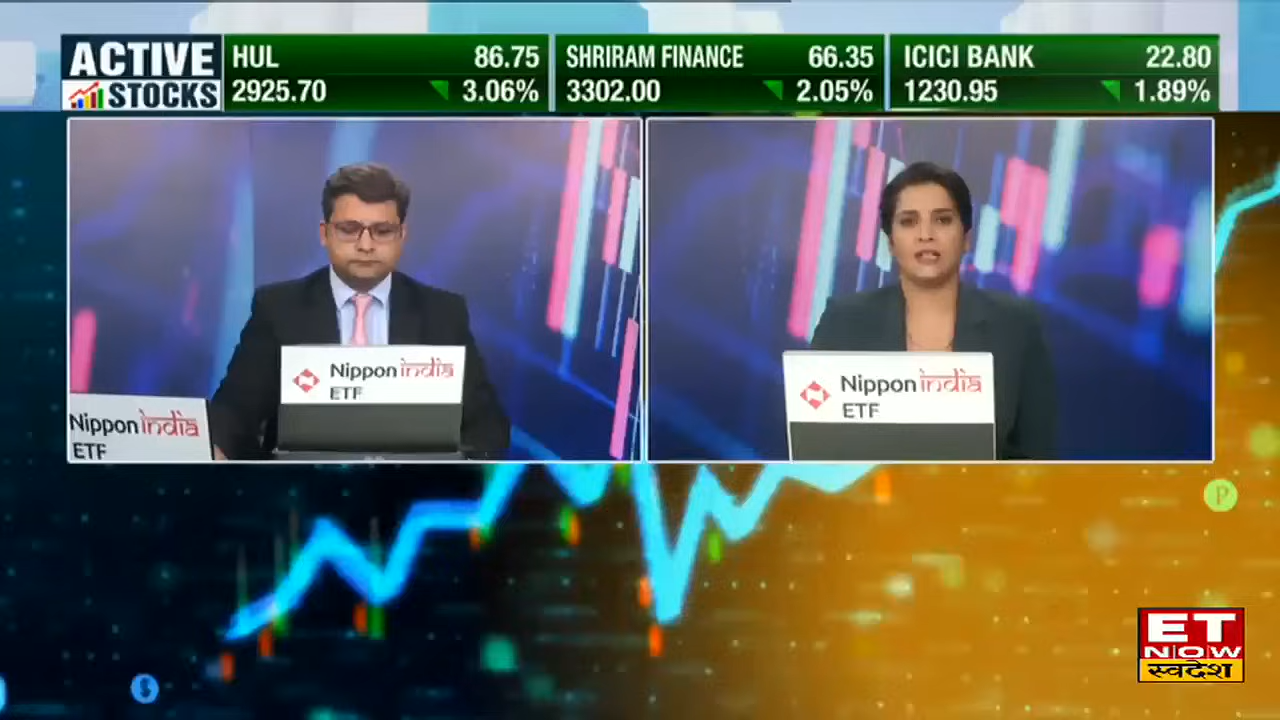 ACTIVE
STOCKS
HUL 86.75
2925.70 3.06%
SHRIRAM FINANCE 66.35
3302.00 2.05%
ICICI BANK 22.80
1230.95 1.89%
Nippon india
ETF
Nippon india
ETF
Nippon india
ETF
P
$
ET
NOW
स्वदेश